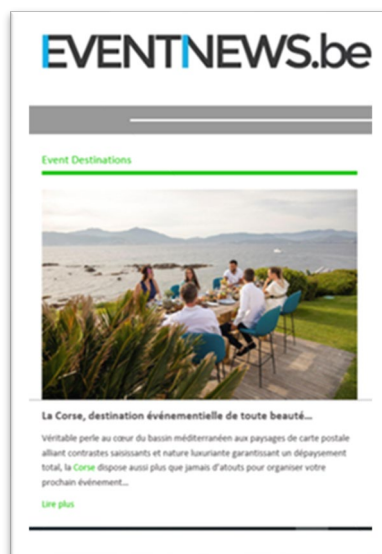 EVENTNEWS.be
Event Destinations
La Corse, destination événementielle de toute beauté...
Véritable perle au cœur du bassin méditerranéen aux paysages de carte postale
alliant contrastes saisissants et nature luxuriante garantissant un dépaysement
total, la Corse dispose aussi plus que jamais d'atouts pour organiser votre
prochain événement...
Lire plus